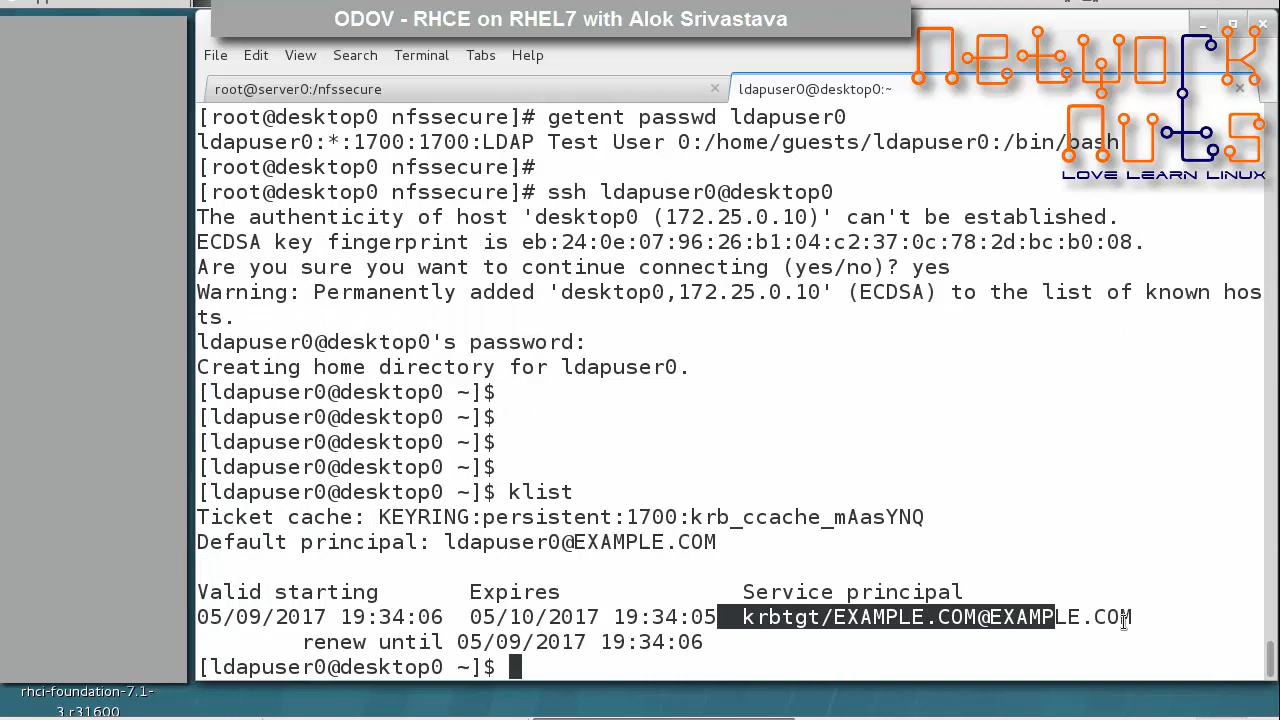 ODOV - RHCE on RHEL7 with Alok Srivastava
File Edit View Search Terminal Tabs Help
root@server0:/nfssecure × ldapuser0@desktop0:~ ×
NETWORK
NUTS
LOVE LEARN LINUX
[root@desktop0 nfssecure]# getent passwd ldapuser0
ldapuser0:*:1700:1700:LDAP Test User 0:/home/guests/ldapuser0:/bin/bash
[root@desktop0 nfssecure]#
[root@desktop0 nfssecure]# ssh ldapuser0@desktop0
The authenticity of host 'desktop0 (172.25.0.10)' can't be established.
ECDSA key fingerprint is eb:24:0e:07:96:26:b1:04:c2:37:0c:78:2d:bc:b0:08.
Are you sure you want to continue connecting (yes/no)? yes
Warning: Permanently added 'desktop0,172.25.0.10' (ECDSA) to the list of known hos
ts.
ldapuser0@desktop0's password:
Creating home directory for ldapuser0.
[ldapuser0@desktop0 ~]$
[ldapuser0@desktop0 ~]$
[ldapuser0@desktop0 ~]$
[ldapuser0@desktop0 ~]$
[ldapuser0@desktop0 ~]$ klist
Ticket cache: KEYRING:persistent:1700:krb_ccache_mAasYNQ
Default principal: ldapuser0@EXAMPLE.COM
Valid starting Expires Service principal
05/09/2017 19:34:06 05/10/2017 19:34:05 krbtgt/EXAMPLE.COM@EXAMPLE.COM
renew until 05/09/2017 19:34:06
[ldapuser0@desktop0 ~]$
rhci-foundation-7.1-
3.r31600